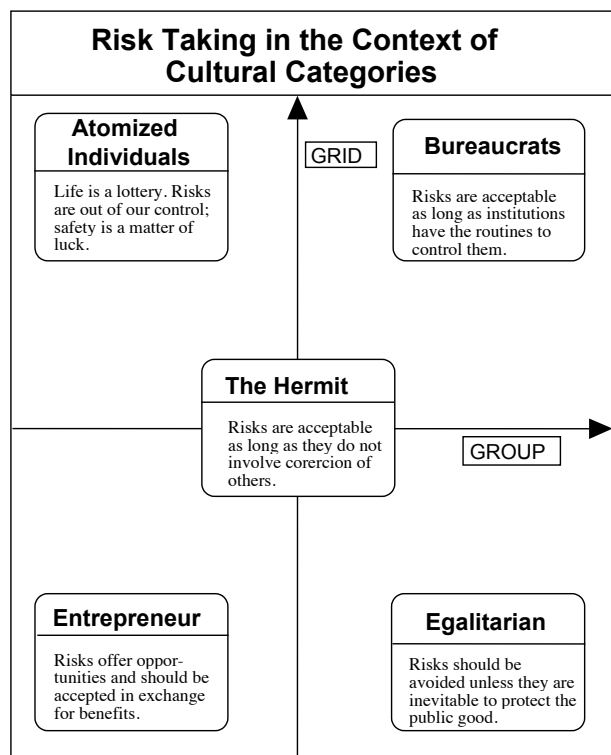 Risk Taking in the Context of
Cultural Categories
Atomized
Individuals
Life is a lottery. Risks
are out of our control;
safety is a matter of
luck.
GRID
Bureaucrats
Risks are acceptable
as long as institutions
have the routines to
control them.
The Hermit
Risks are acceptable
as long as they do not
involve corercion of
others.
GROUP
Entrepreneur
Risks offer oppor-
tunities and should be
accepted in exchange
for benefits.
Egalitarian
Risks should be
avoided unless they are
inevitable to protect the
public good.